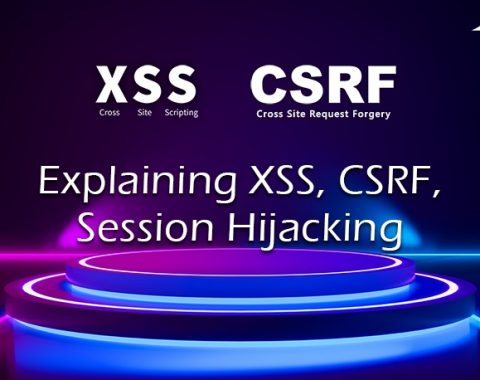 XSS CSRF
Cross Site Scripting Cross Site Request Forgery
Explaining XSS, CSRF,
Session Hijacking